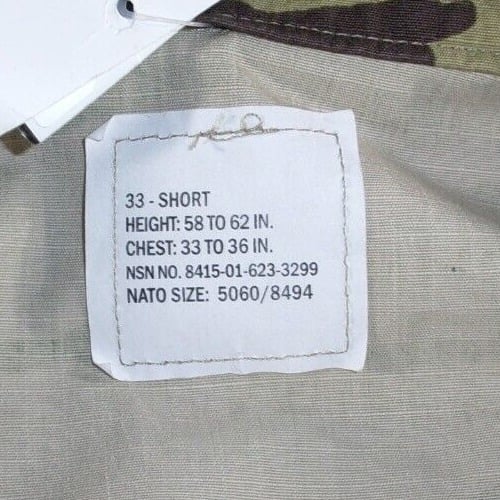 33 - SHORT
HEIGHT: 58 TO 62 IN.
CHEST: 33 TO 36 IN.
NSN NO. 8415-01-623-3299
NATO SIZE: 5060/8494